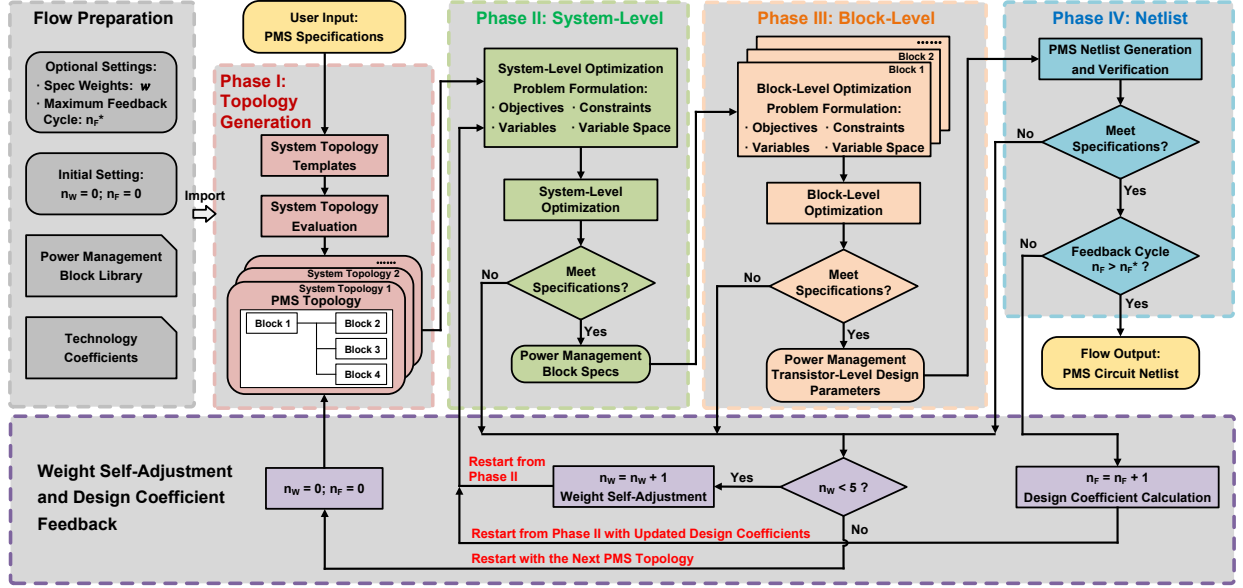 Flow Preparation
Optional Settings:
· Spec Weights: w
· Maximum Feedback
Cycle: nF*
Initial Setting:
nW = 0; nF = 0
Power Management
Block Library
Technology
Coefficients
Import
User Input:
PMS Specifications
Phase I:
Topology
Generation
System Topology
Templates
System Topology
Evaluation
······
System Topology 2
System Topology 1
PMS Topology
Block 1
Block 2
Block 3
Block 4
Phase II: System-Level
System-Level Optimization
Problem Formulation:
· Objectives · Constraints
· Variables · Variable Space
System-Level
Optimization
No
Meet
Specifications?
Yes
Power Management
Block Specs
Phase III: Block-Level
······
Block 2
Block 1
Block-Level Optimization
Problem Formulation:
· Objectives · Constraints
· Variables · Variable Space
Block-Level
Optimization
No
Meet
Specifications?
Yes
Power Management
Transistor-Level Design
Parameters
Phase IV: Netlist
PMS Netlist Generation
and Verification
No
Meet
Specifications?
Yes
No
Feedback Cycle
nF > nF* ?
Yes
Flow Output:
PMS Circuit Netlist
Weight Self-Adjustment
and Design Coefficient
Feedback
nW = 0; nF = 0
Restart from
Phase II
nW = nW + 1
Weight Self-Adjustment
Yes
nW < 5 ?
No
nF = nF + 1
Design Coefficient Calculation
Restart from Phase II with Updated Design Coefficients
Restart with the Next PMS Topology